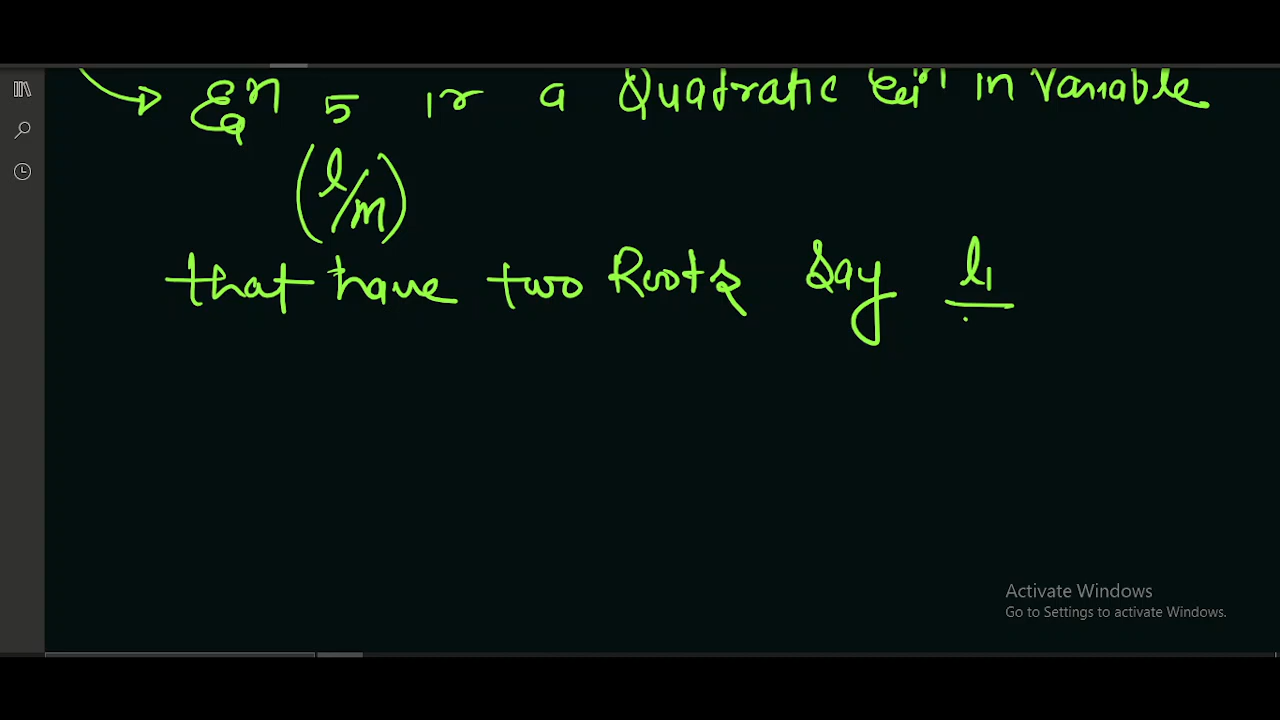 Eqn 5 is a Quadratic Eqn in Variable
(l/m)
that have two Roots Say l1
Activate Windows
Go to Settings to activate Windows.